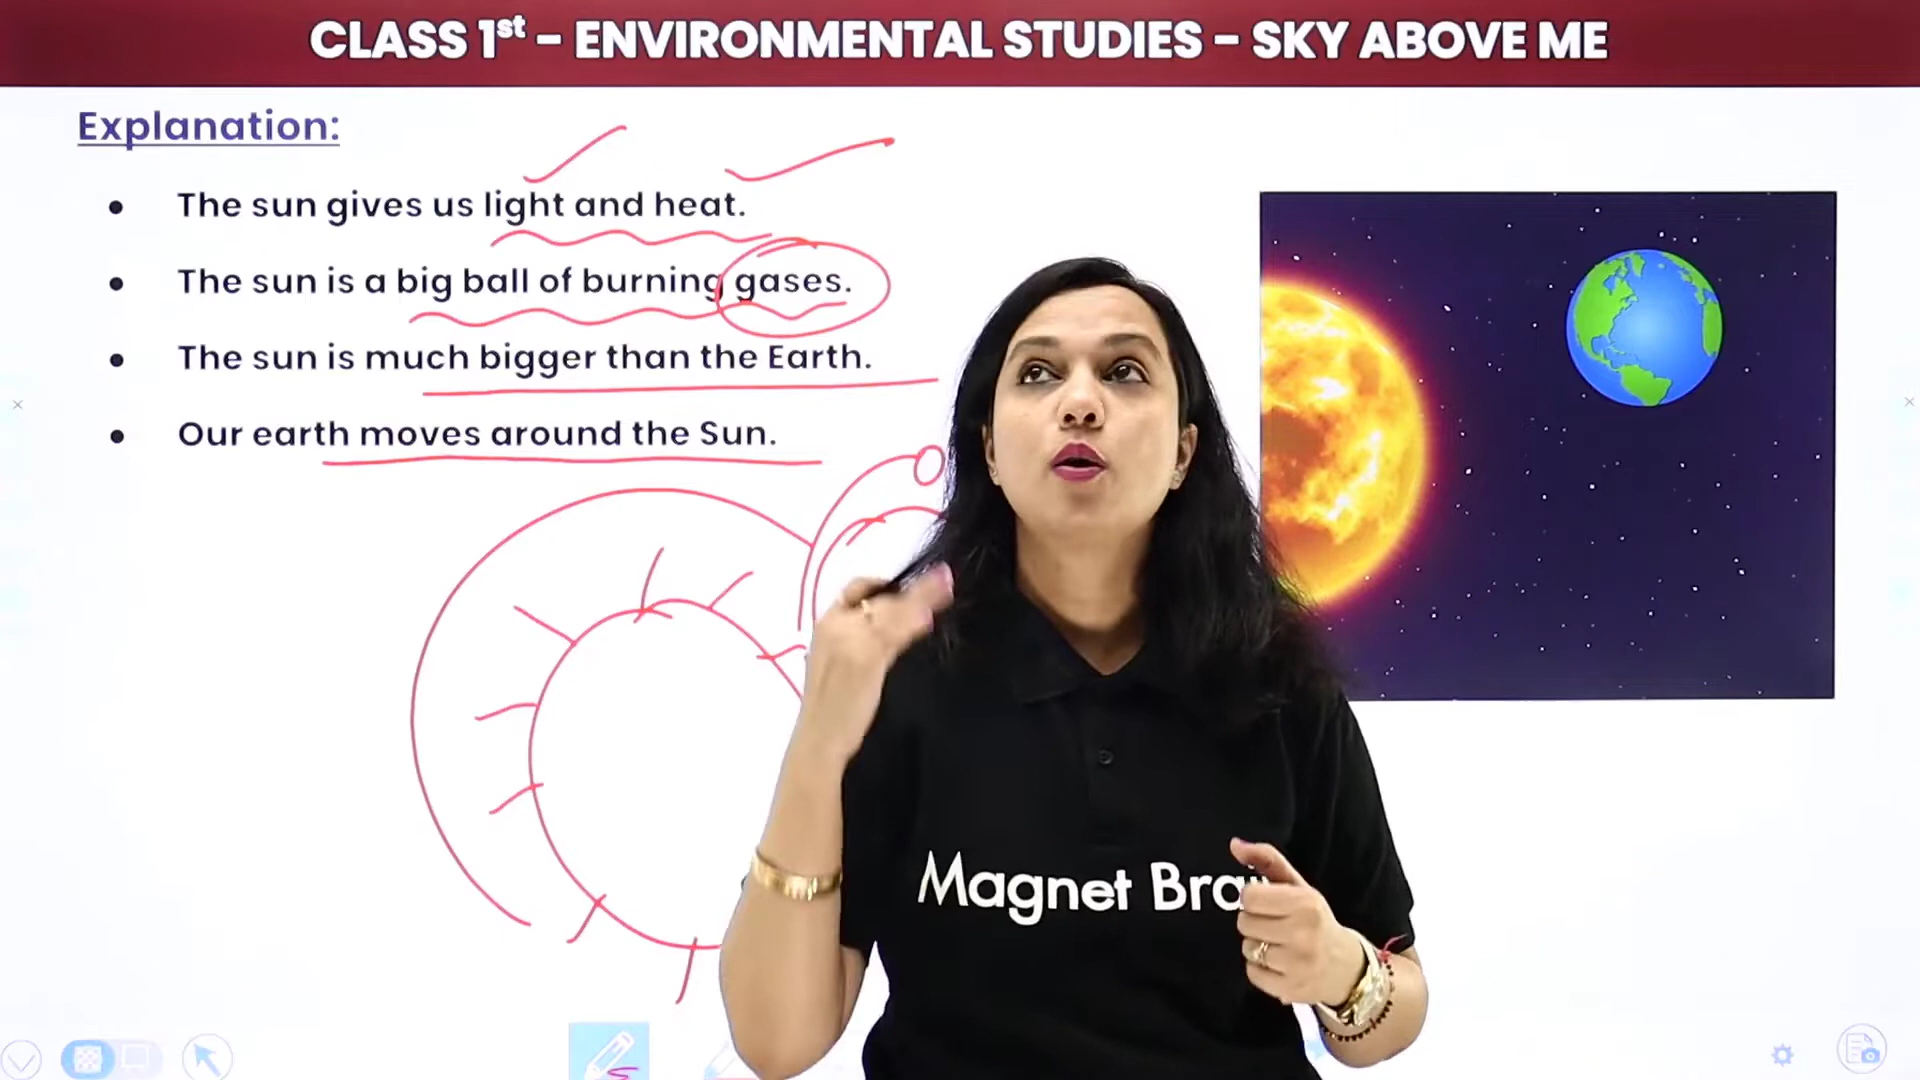 CLASS 1st – ENVIRONMENTAL STUDIES – SKY ABOVE ME
Explanation:
• The sun gives us light and heat.
• The sun is a big ball of burning gases.
• The sun is much bigger than the Earth.
• Our earth moves around the Sun.
Magnet Brai